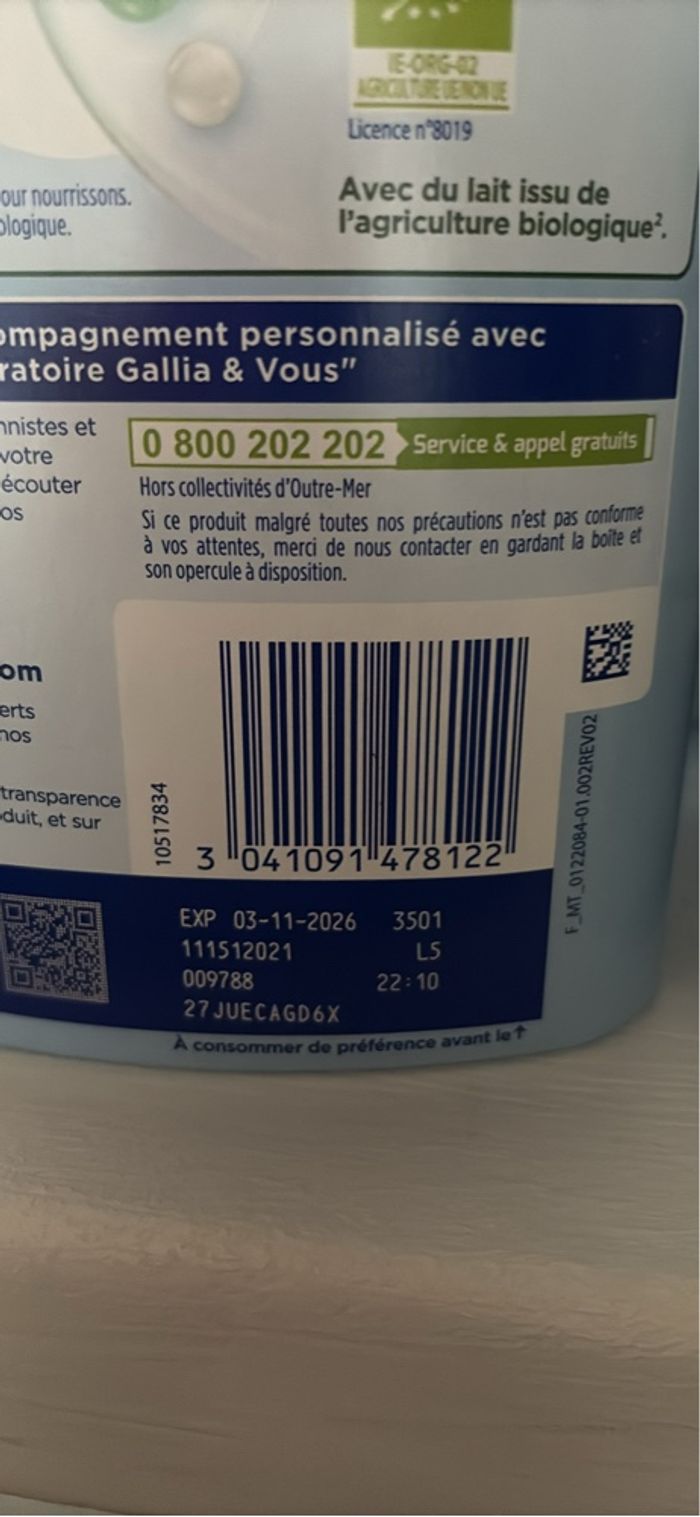 IE-ORG-02
AGRICULTURE UE/NON UE
Licence n°8019
our nourrissons.
ologique.
Avec du lait issu de
l'agriculture biologique².
ompagnement personnalisé avec
ratoire Gallia & Vous"
nnistes et
votre
écouter
os
0 800 202 202 Service & appel gratuits
Hors collectivités d'Outre-Mer
Si ce produit malgré toutes nos précautions n'est pas conforme
à vos attentes, merci de nous contacter en gardant la boîte et
son opercule à disposition.
om
erts
nos
transparence
duit, et sur
10517834
3 041091 478122
F_MT_0122084-01.002REV02
EXP 03-11-2026 3501
111512021 L5
009788 22:10
27JUECAGD6X
À consommer de préférence avant le↑